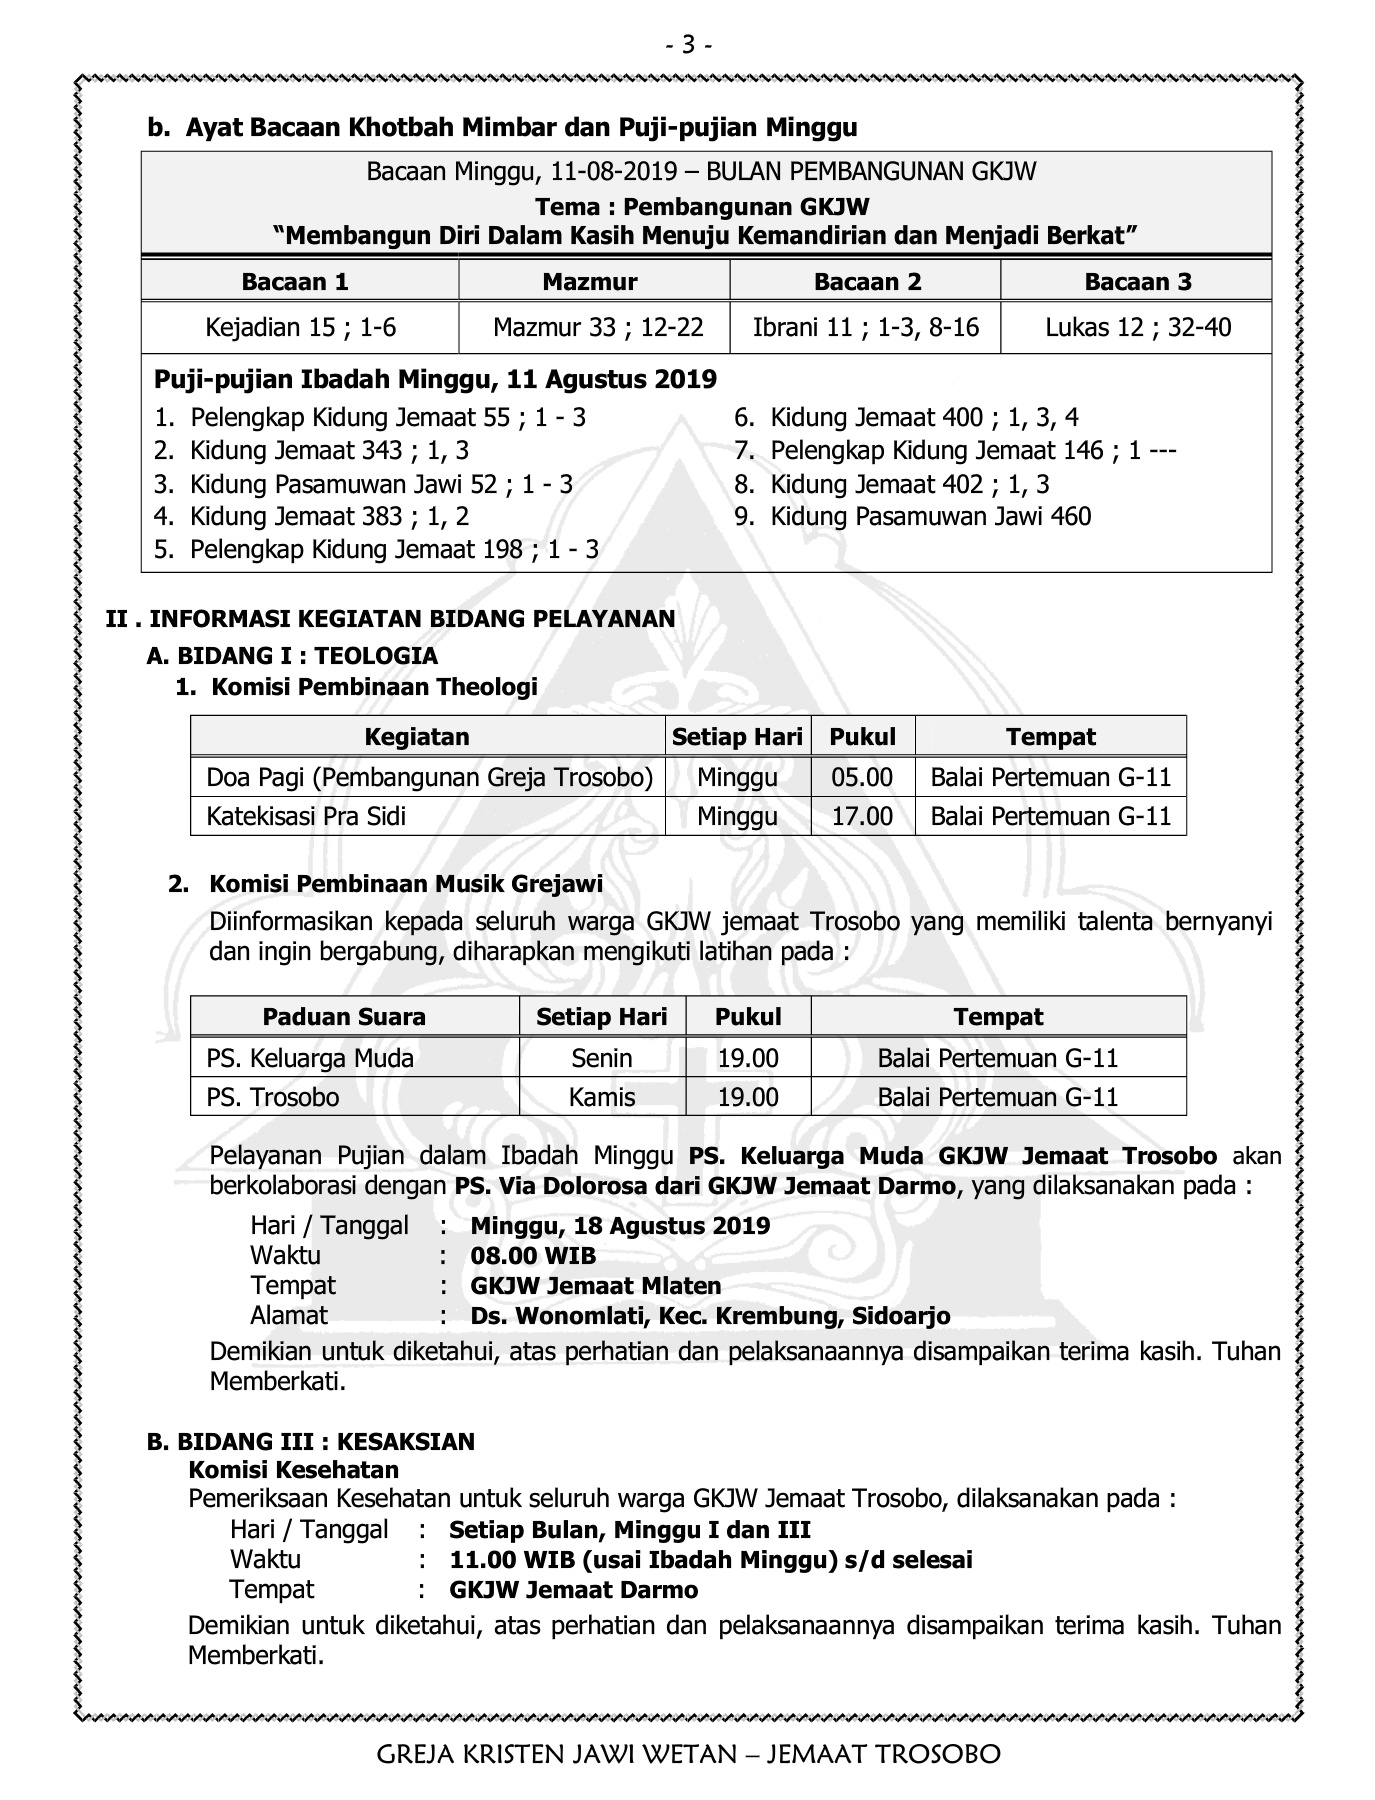 - 3 -
b. Ayat Bacaan Khotbah Mimbar dan Puji-pujian Minggu
Bacaan Minggu, 11-08-2019 – BULAN PEMBANGUNAN GKJW
Tema : Pembangunan GKJW
“Membangun Diri Dalam Kasih Menuju Kemandirian dan Menjadi Berkat”
Bacaan 1 Mazmur Bacaan 2 Bacaan 3
Kejadian 15 ; 1-6 Mazmur 33 ; 12-22 Ibrani 11 ; 1-3, 8-16 Lukas 12 ; 32-40
Puji-pujian Ibadah Minggu, 11 Agustus 2019
1. Pelengkap Kidung Jemaat 55 ; 1 - 3
2. Kidung Jemaat 343 ; 1, 3
3. Kidung Pasamuwan Jawi 52 ; 1 - 3
4. Kidung Jemaat 383 ; 1, 2
5. Pelengkap Kidung Jemaat 198 ; 1 - 3
6. Kidung Jemaat 400 ; 1, 3, 4
7. Pelengkap Kidung Jemaat 146 ; 1 ---
8. Kidung Jemaat 402 ; 1, 3
9. Kidung Pasamuwan Jawi 460
II . INFORMASI KEGIATAN BIDANG PELAYANAN
A. BIDANG I : TEOLOGIA
1. Komisi Pembinaan Theologi
Kegiatan Setiap Hari Pukul Tempat
Doa Pagi (Pembangunan Greja Trosobo) Minggu 05.00 Balai Pertemuan G-11
Katekisasi Pra Sidi Minggu 17.00 Balai Pertemuan G-11
2. Komisi Pembinaan Musik Grejawi
Diinformasikan kepada seluruh warga GKJW jemaat Trosobo yang memiliki talenta bernyanyi
dan ingin bergabung, diharapkan mengikuti latihan pada :
Paduan Suara Setiap Hari Pukul Tempat
PS. Keluarga Muda Senin 19.00 Balai Pertemuan G-11
PS. Trosobo Kamis 19.00 Balai Pertemuan G-11
Pelayanan Pujian dalam Ibadah Minggu PS. Keluarga Muda GKJW Jemaat Trosobo akan
berkolaborasi dengan PS. Via Dolorosa dari GKJW Jemaat Darmo, yang dilaksanakan pada :
Hari / Tanggal : Minggu, 18 Agustus 2019
Waktu : 08.00 WIB
Tempat : GKJW Jemaat Mlaten
Alamat : Ds. Wonomlati, Kec. Krembung, Sidoarjo
Demikian untuk diketahui, atas perhatian dan pelaksanaannya disampaikan terima kasih. Tuhan
Memberkati.
B. BIDANG III : KESAKSIAN
Komisi Kesehatan
Pemeriksaan Kesehatan untuk seluruh warga GKJW Jemaat Trosobo, dilaksanakan pada :
Hari / Tanggal : Setiap Bulan, Minggu I dan III
Waktu : 11.00 WIB (usai Ibadah Minggu) s/d selesai
Tempat : GKJW Jemaat Darmo
Demikian untuk diketahui, atas perhatian dan pelaksanaannya disampaikan terima kasih. Tuhan
Memberkati.
GREJA KRISTEN JAWI WETAN – JEMAAT TROSOBO